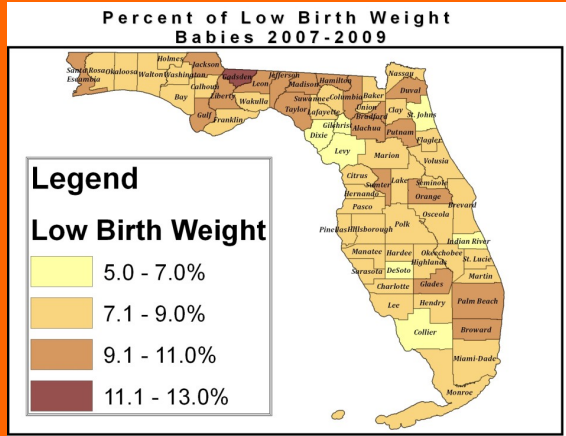 Percent of Low Birth Weight
Babies 2007-2009
Holmes
Jackson
Santa Rosa Okaloosa Walton Washington
Escambia
Gadsden
Jefferson
Hamilton
Nassau
Calhoun
Leon
Madison
Baker
Duval
Bay
Liberty
Wakulla
Suwannee Columbia
Taylor
Lafayette
Union
Clay
St. Johns
Gulf
Franklin
Bradford
Gilchrist
Alachua
Putnam
Dixie
Flagler
Levy
Marion
Volusia
Citrus
Lake
Sumter
Seminole
Hernando
Orange
Brevard
Pasco
Osceola
Pinellas Hillsborough
Polk
Indian River
Manatee
Hardee
Okeechobee
Highlands
St. Lucie
Sarasota
DeSoto
Martin
Charlotte
Glades
Lee
Hendry
Palm Beach
Collier
Broward
Miami-Dade
Monroe
Legend
Low Birth Weight
5.0 - 7.0%
7.1 - 9.0%
9.1 - 11.0%
11.1 - 13.0%